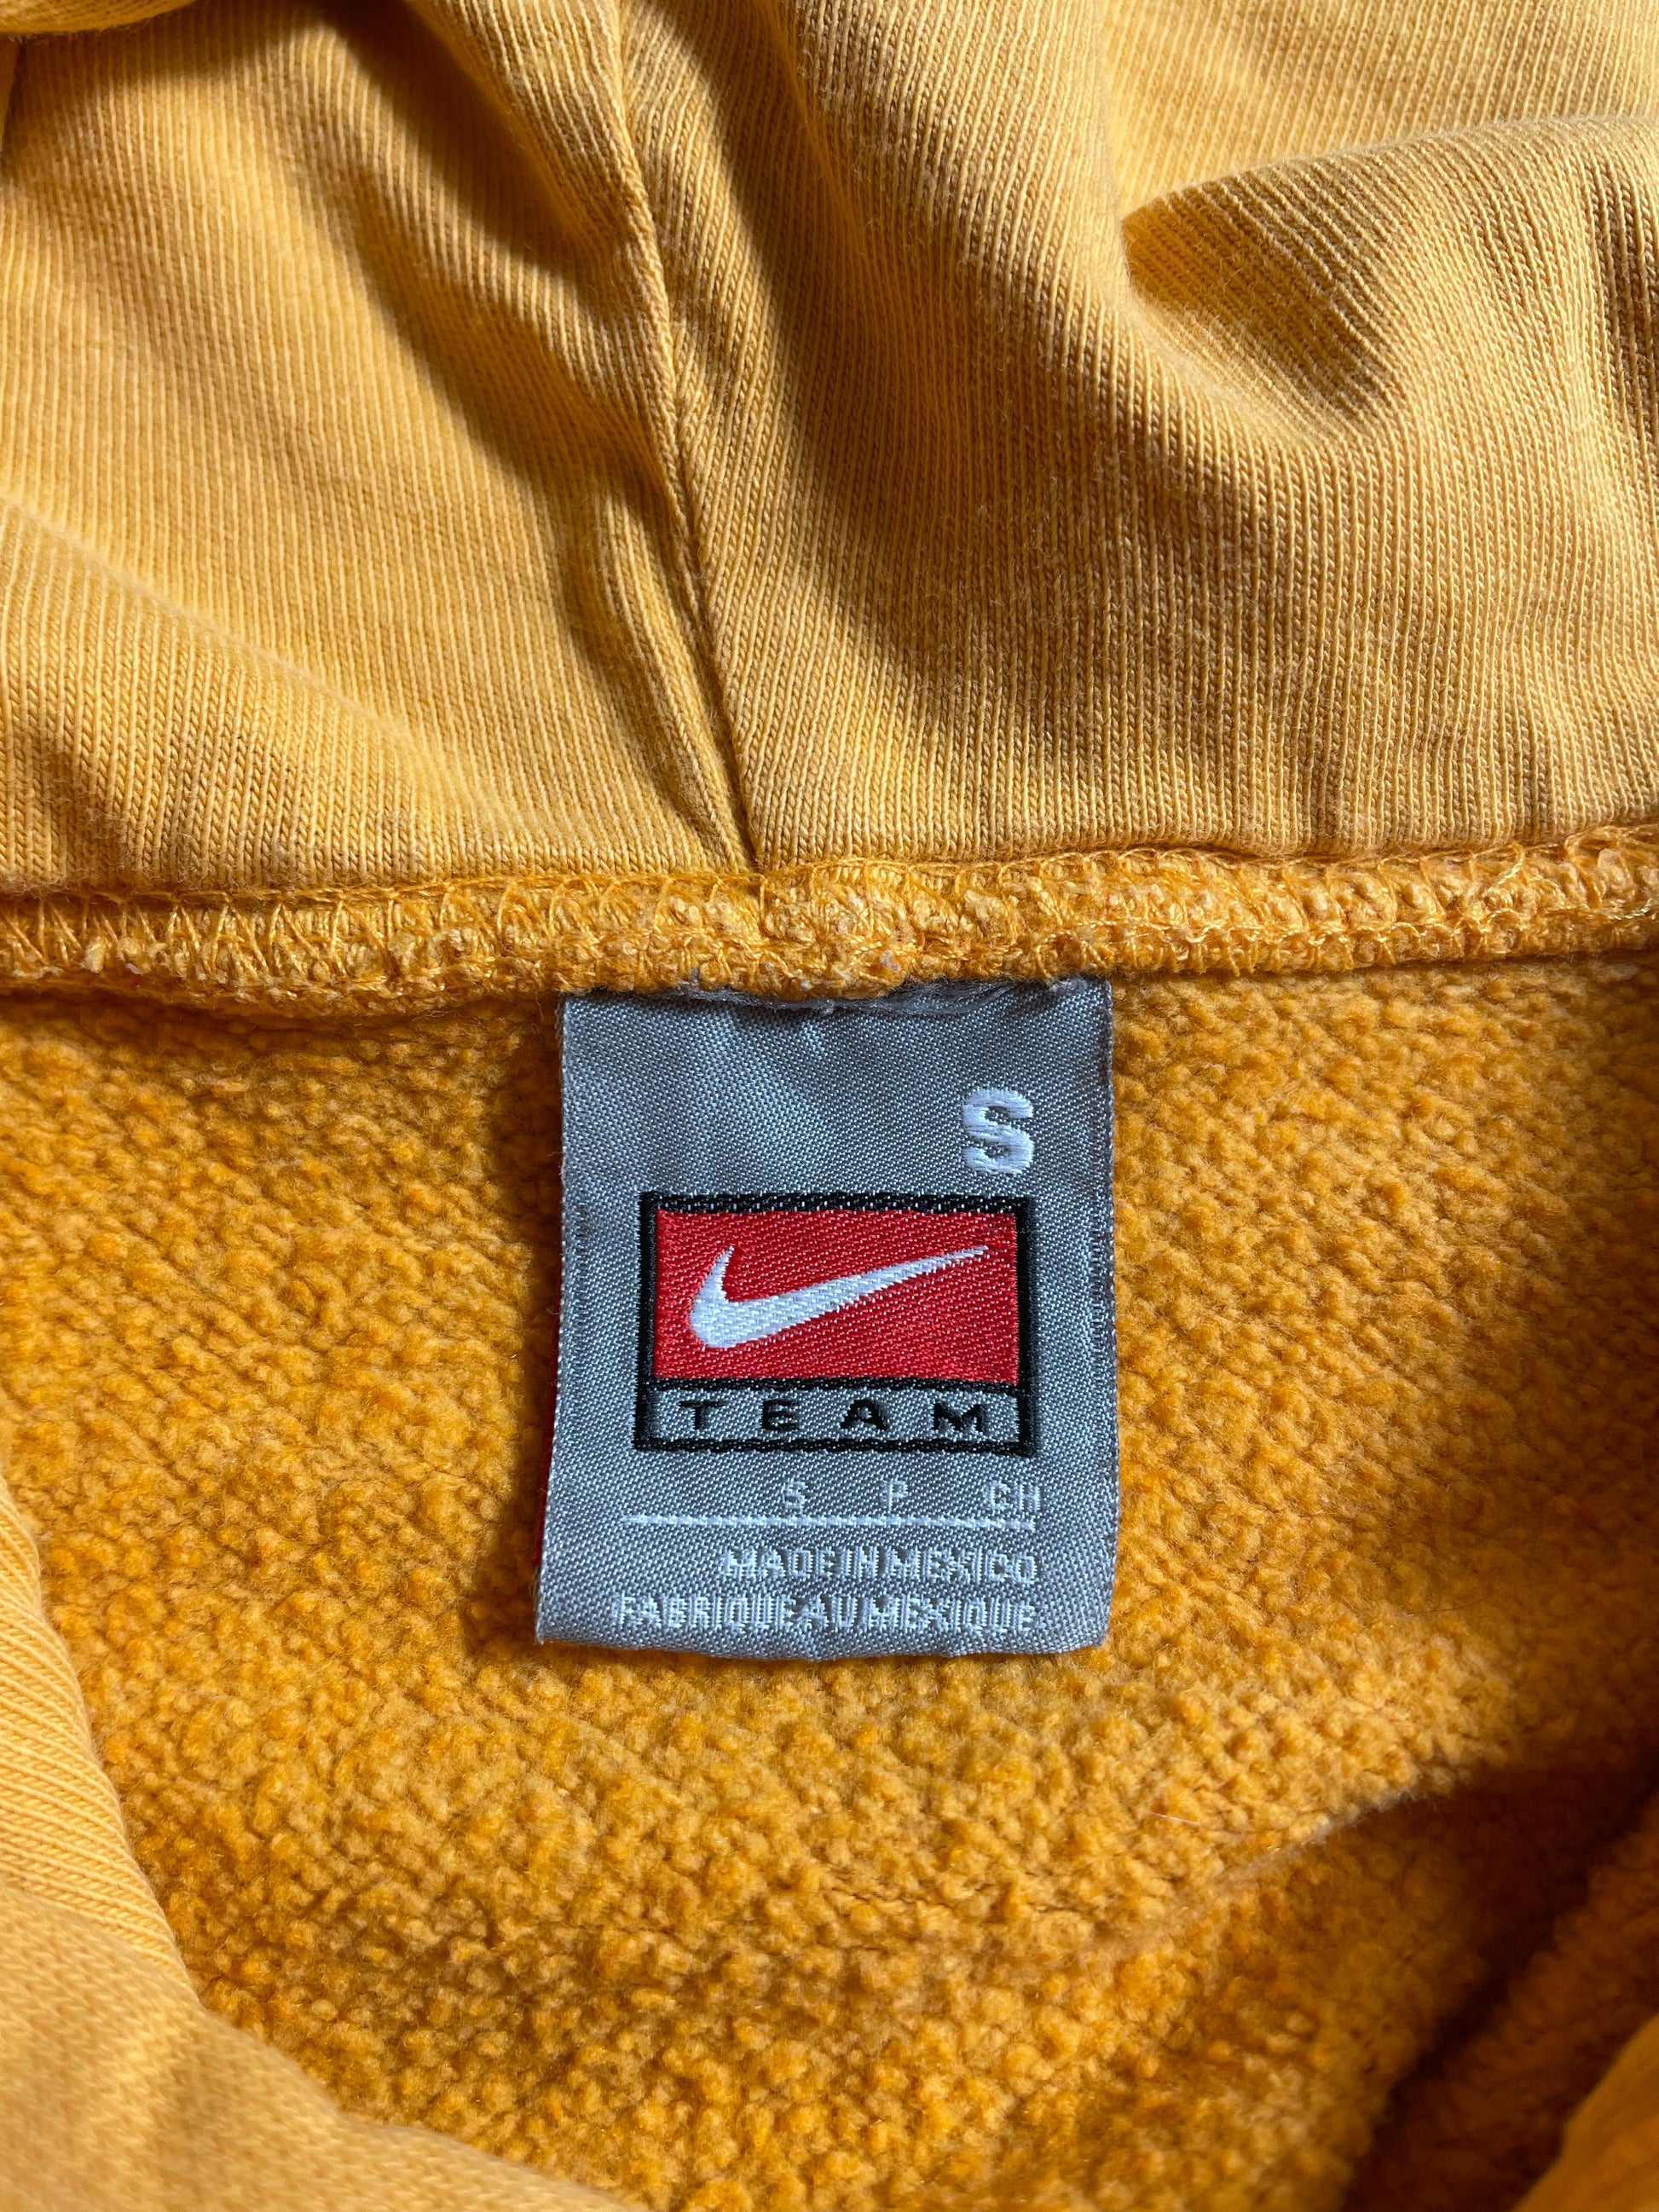 S
TEAM
S P CH
MADE IN MEXICO
FABRIQUE AU MEXIQUE